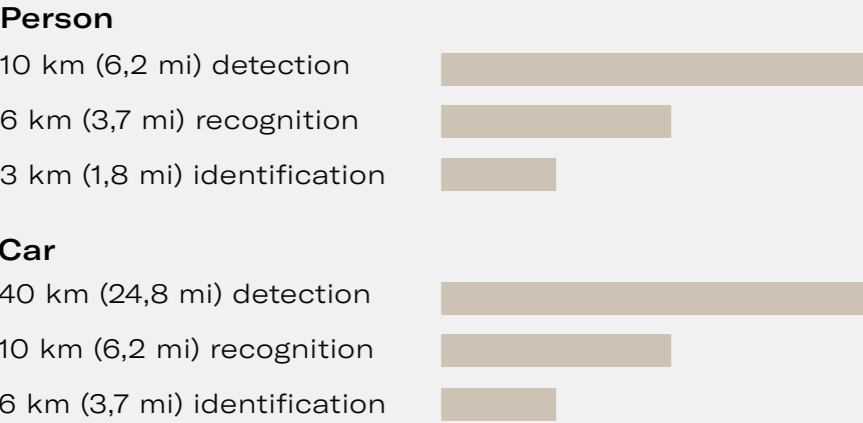 Person
10 km (6,2 mi) detection
6 km (3,7 mi) recognition
3 km (1,8 mi) identification
Car
40 km (24,8 mi) detection
10 km (6,2 mi) recognition
6 km (3,7 mi) identification